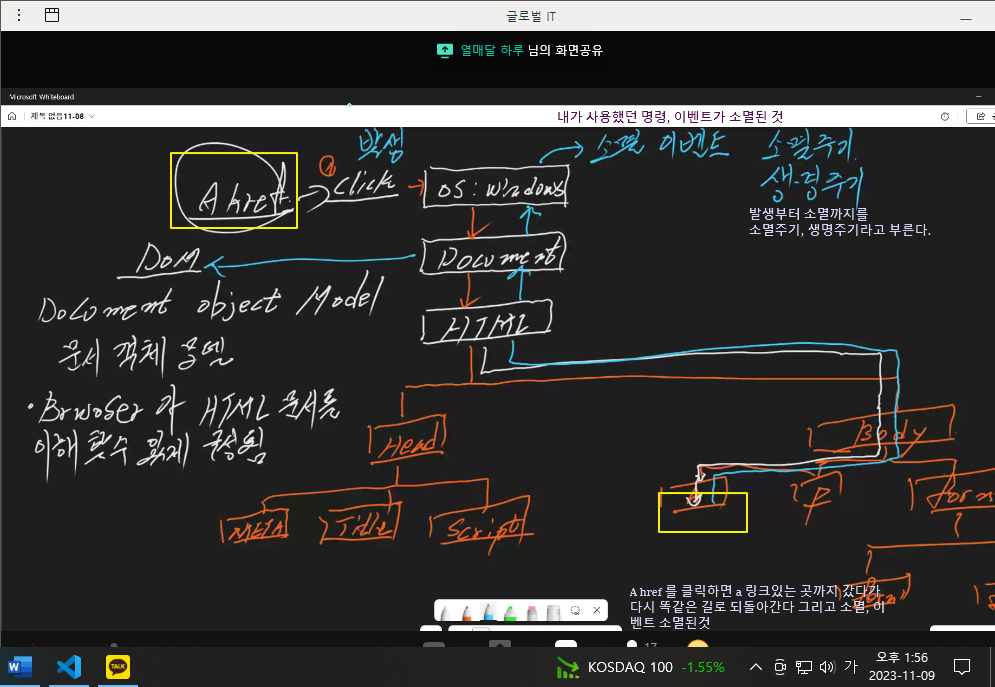 글로벌 IT
열매달 하루 님의 화면공유
Microsoft Whiteboard
제목 없음11-08
내가 사용했던 명령, 이벤트가 소멸된 것
발생
소멸 이벤트
소멸주기
생명주기
A href
click
OS : windows
발생부터 소멸까지를
소멸주기, 생명주기라고 부른다.
DOM
Document
Document object Model
HTML
문서 객체 모델
• Brwoser 가 HTML 문서를
이해 할수 있게 구성됨
Head
Body
A
P
form
META
Title
Script
A href 를 클릭하면 a 링크있는 곳까지 갔다가
다시 똑같은 길로 되돌아간다 그리고 소멸, 이
벤트 소멸된것
17
TALK
KOSDAQ 100 -1.55%
가
오후 1:56
2023-11-09